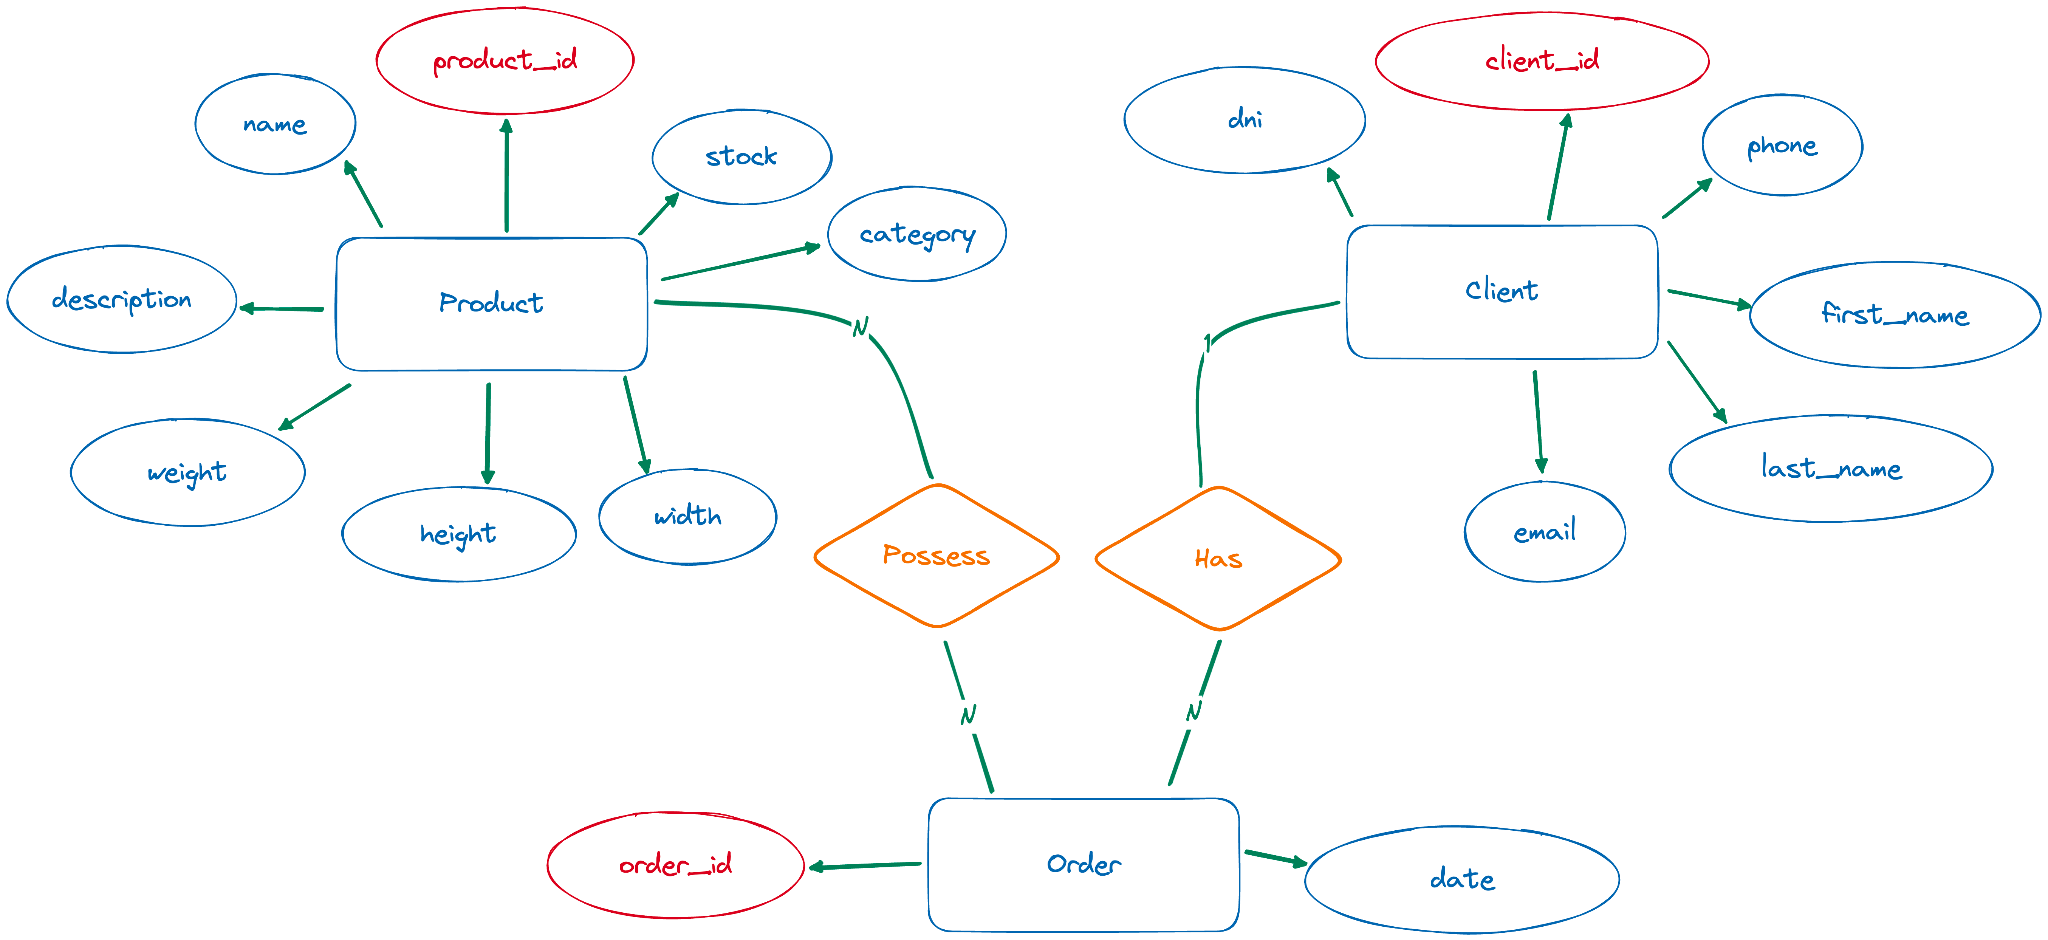 product_id
client_id
name
dni
phone
stock
category
description
Product
Client
first_name
N
1
weight
height
width
last_name
email
Possess
Has
N
N
order_id
Order
date